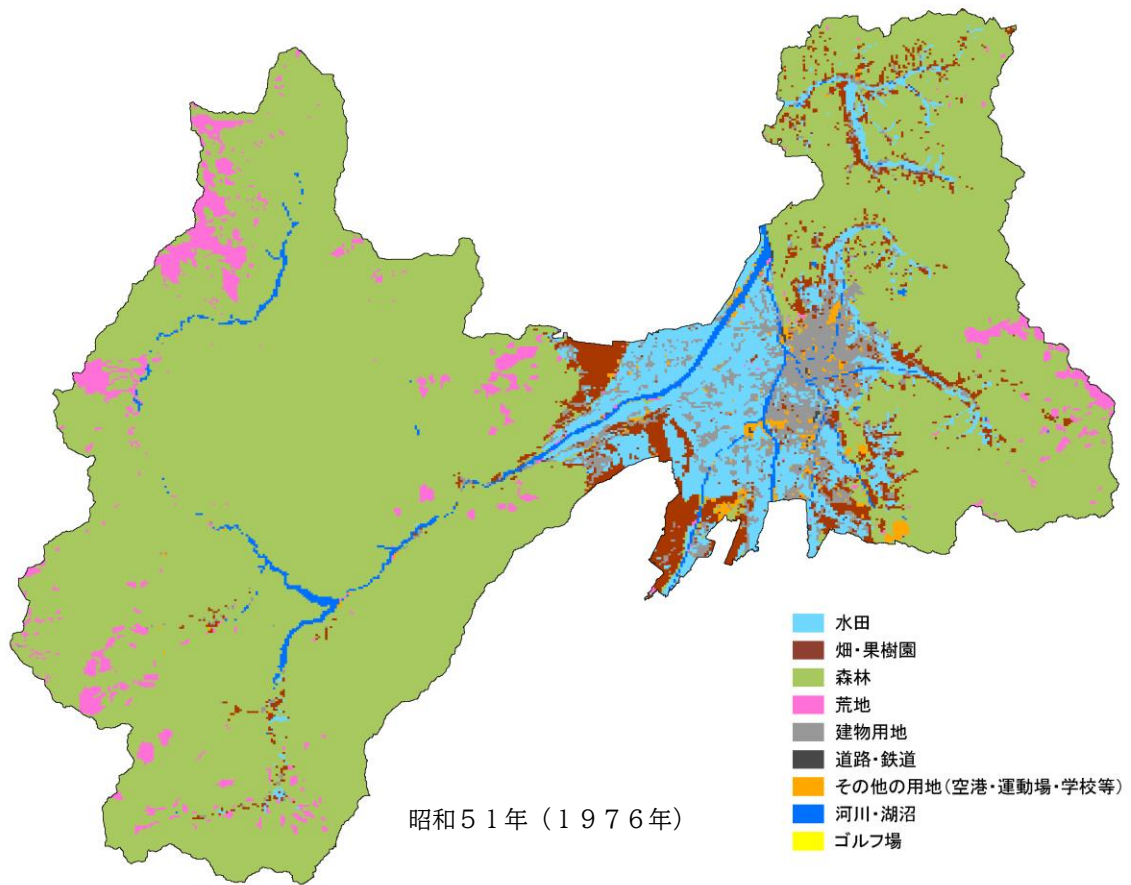 水田
畑・果樹園
森林
荒地
建物用地
道路・鉄道
その他の用地(空港・運動場・学校等)
河川・湖沼
ゴルフ場
昭和51年（1976年）